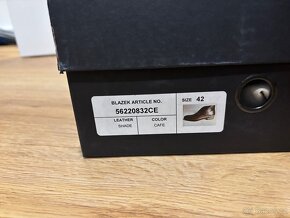 BLAZEK ARTICLE NO.
56220832CE
SIZE 42
LEATHER COLOR
SHADE CAFE